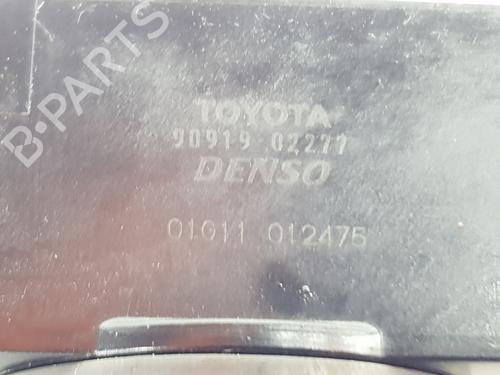 B-PARTS
TOYOTA
90919 02277
DENSO
01011 012475